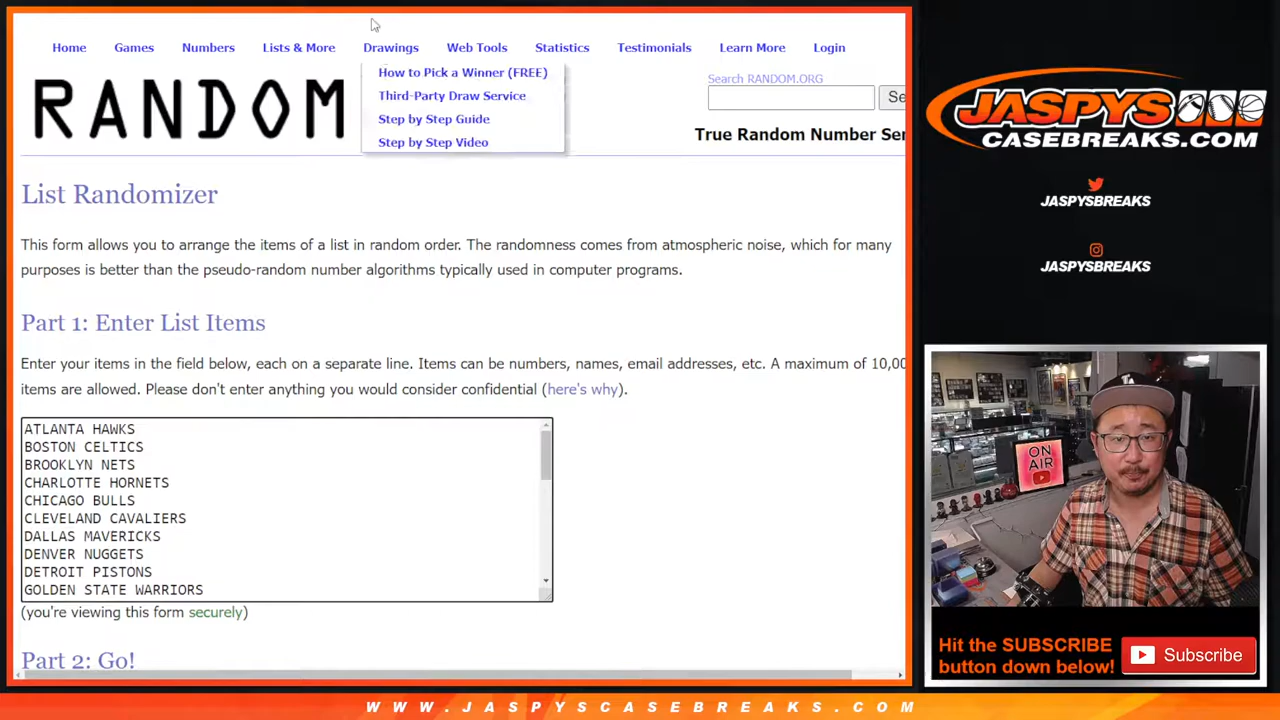 Home Games Numbers Lists & More Drawings Web Tools Statistics Testimonials Learn More Login
How to Pick a Winner (FREE)
Third-Party Draw Service
Step by Step Guide
Step by Step Video
RANDOM
Search RANDOM.ORG
Se
True Random Number Ser
List Randomizer
This form allows you to arrange the items of a list in random order. The randomness comes from atmospheric noise, which for many
purposes is better than the pseudo-random number algorithms typically used in computer programs.
Part 1: Enter List Items
Enter your items in the field below, each on a separate line. Items can be numbers, names, email addresses, etc. A maximum of 10,00
items are allowed. Please don't enter anything you would consider confidential (here's why).
ATLANTA HAWKS
BOSTON CELTICS
BROOKLYN NETS
CHARLOTTE HORNETS
CHICAGO BULLS
CLEVELAND CAVALIERS
DALLAS MAVERICKS
DENVER NUGGETS
DETROIT PISTONS
GOLDEN STATE WARRIORS
(you're viewing this form securely)
Part 2: Go!
JASPYS
CASEBREAKS.COM
JASPYSBREAKS
JASPYSBREAKS
ON
AIR
Hit the SUBSCRIBE
button down below!
Subscribe
WWW.JASPYSCASEBREAKS.COM